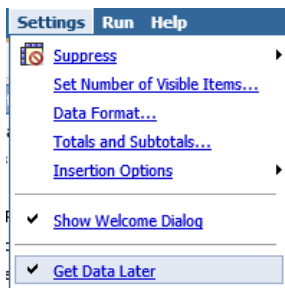 Settings Run Help
Suppress
Set Number of Visible Items...
Data Format...
Totals and Subtotals...
Insertion Options
Show Welcome Dialog
Get Data Later